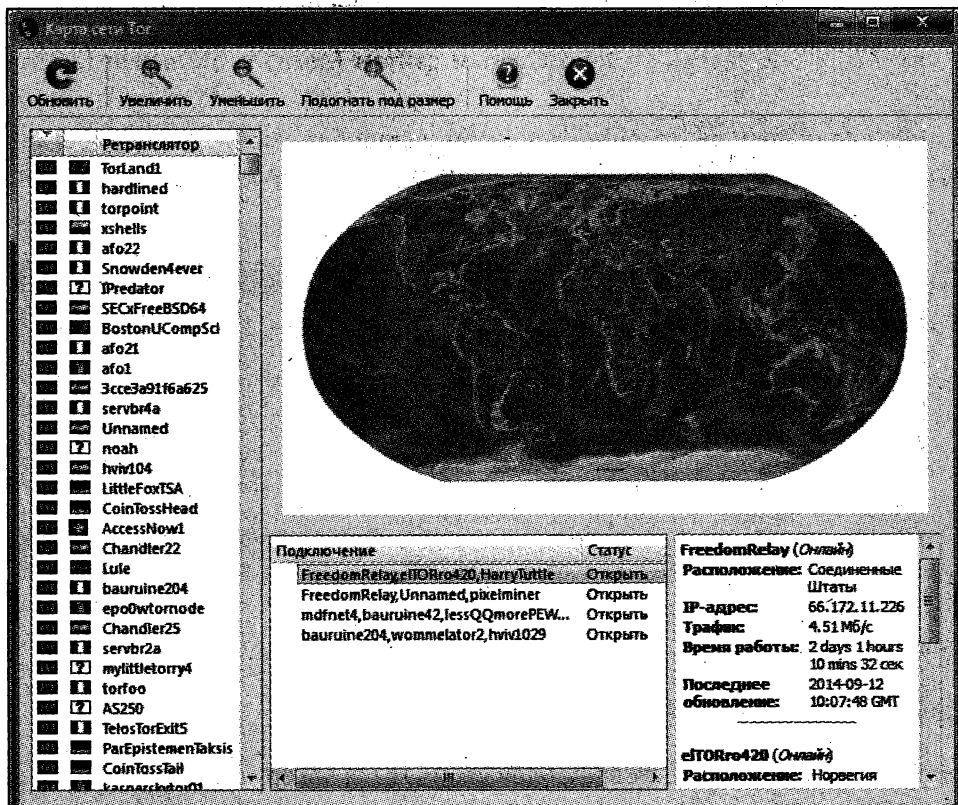 Карта сети Tor
Обновить Увеличить Уменьшить Подогнать под размер Помощь Закрыть
Ретранслятор
TorLand1
hardlined
torpoint
xshells
afo22
Snowden4ever
IPredator
SECxFreeBSD64
BostonUCompSci
afo21
afo1
3cce3a91f6a625
servbr4a
Unnamed
noah
hviv104
LittleFoxTSA
CoinTossHead
AccessNow1
Chandler22
Lule
bauruine204
epo0wtornode
Chandler25
servbr2a
mylittletorry4
torfoo
AS250
TelosTorExit5
ParEpistemenTaksis
CoinTossTail
kasperskytor01
Подключение Статус
FreedomRelay,elTORro420,HarryTuttle Открыть
FreedomRelay,Unnamed,pixelminer Открыть
mdfnet4,bauruine42,lessQQmorePEW... Открыть
bauruine204,wommelator2,hviv1029 Открыть
FreedomRelay (Онлайн)
Расположение: Соединенные
Штаты
IP-адрес: 66.172.11.226
Трафик: 4.51 Мб/с
Время работы: 2 days 1 hours
10 mins 32 сек
Последнее 2014-09-12
обновление: 10:07:48 GMT
elTORro420 (Онлайн)
Расположение: Норвегия